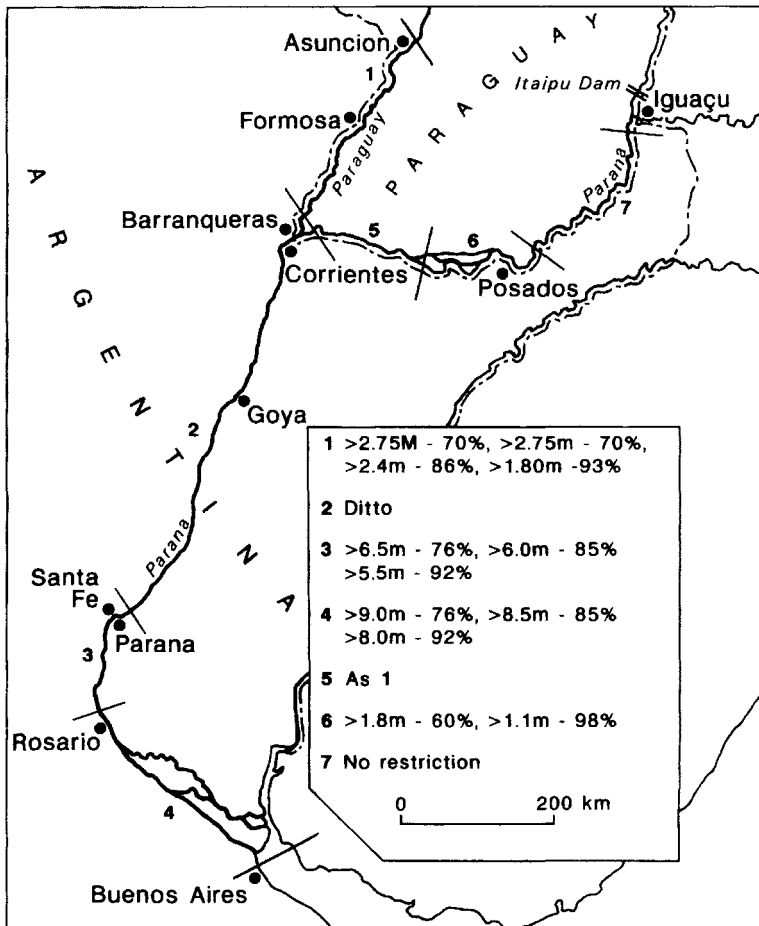 Asuncion
PARAGUAY
1
Itaipu Dam
Iguaçu
Formosa
Paraguay
Parana
7
Barranqueras
5
6
Corrientes
Posados
ARGENTINA
Goya
2
Parana
Santa
Fe
Parana
3
Rosario
4
Buenos Aires
1 >2.75M - 70%, >2.75m - 70%,
>2.4m - 86%, >1.80m -93%
2 Ditto
3 >6.5m - 76%, >6.0m - 85%
>5.5m - 92%
4 >9.0m - 76%, >8.5m - 85%
>8.0m - 92%
5 As 1
6 >1.8m - 60%, >1.1m - 98%
7 No restriction
0 200 km